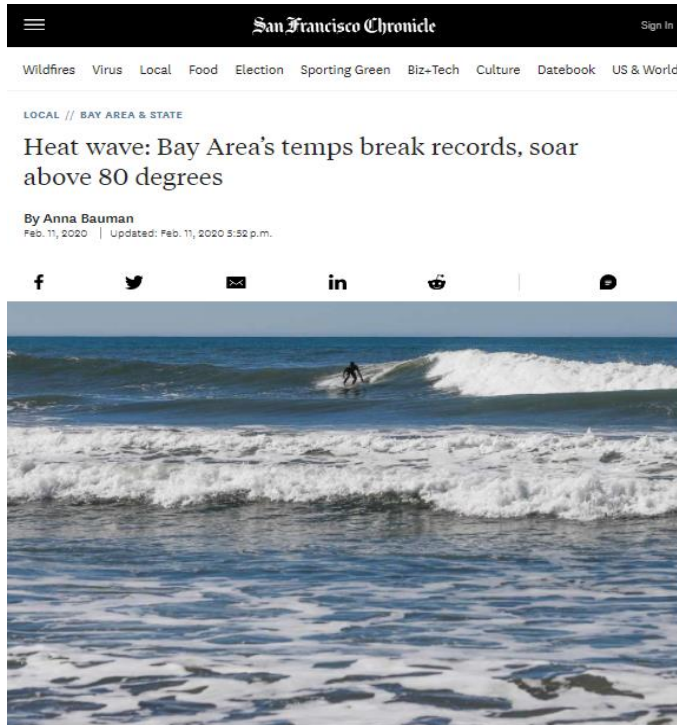 San Francisco Chronicle Sign In
Wildfires Virus Local Food Election Sporting Green Biz+Tech Culture Datebook US & World
LOCAL // BAY AREA & STATE
Heat wave: Bay Area's temps break records, soar
above 80 degrees
By Anna Bauman
Feb. 11, 2020 | Updated: Feb. 11, 2020 5:52 p.m.